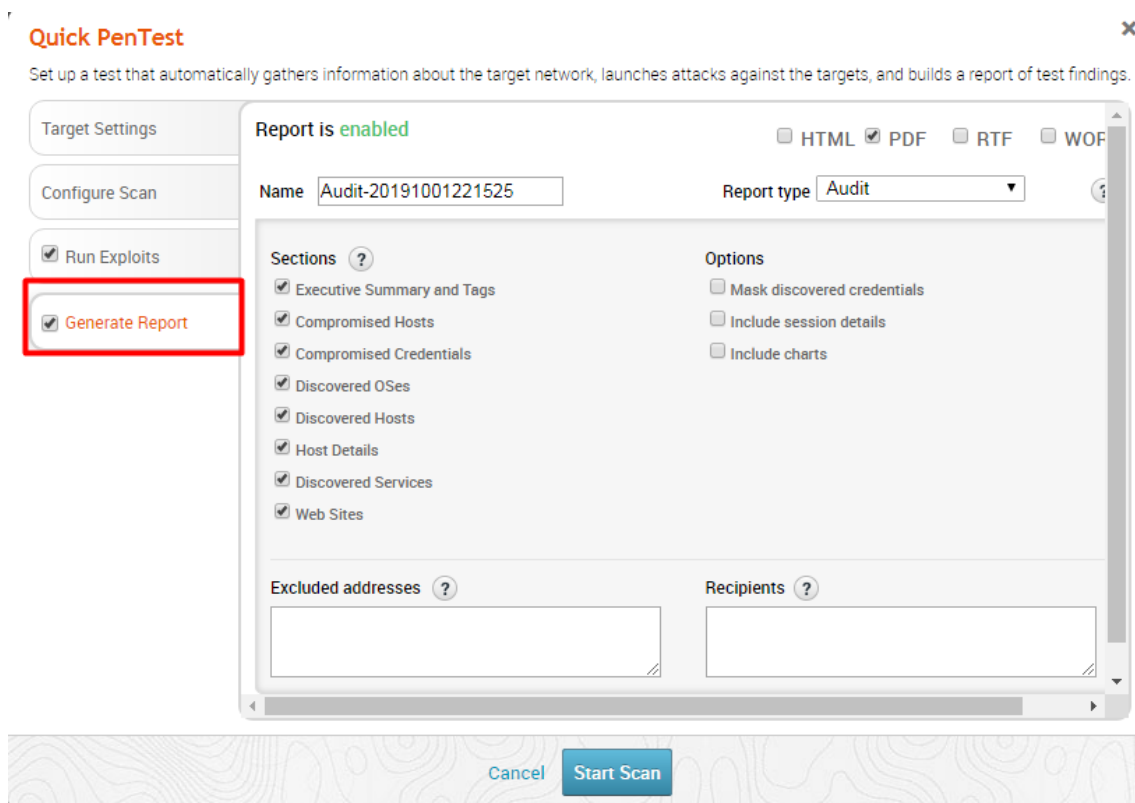 Quick PenTest
Set up a test that automatically gathers information about the target network, launches attacks against the targets, and builds a report of test findings.
Target Settings
Configure Scan
Run Exploits
Generate Report
Report is enabled
HTML PDF RTF WOR
Name Audit-20191001221525 Report type Audit ?
Sections ?
Executive Summary and Tags
Compromised Hosts
Compromised Credentials
Discovered OSes
Discovered Hosts
Host Details
Discovered Services
Web Sites
Options
Mask discovered credentials
Include session details
Include charts
Excluded addresses ?
Recipients ?
Cancel Start Scan